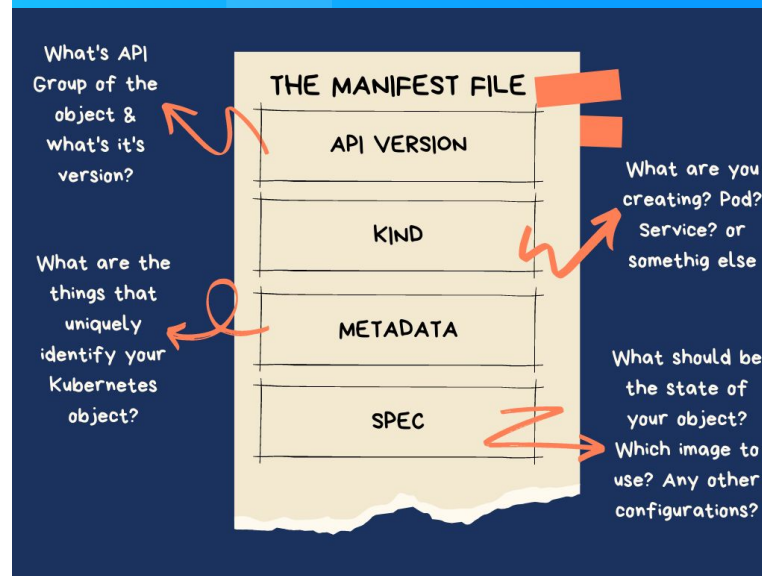 THE MANIFEST FILE
What's API
Group of the
object &
what's it's
version?
API VERSION
What are you
creating? Pod?
Service? or
somethig else
KIND
What are the
things that
uniquely
identify your
Kubernetes
object?
METADATA
What should be
the state of
your object?
Which image to
use? Any other
configurations?
SPEC